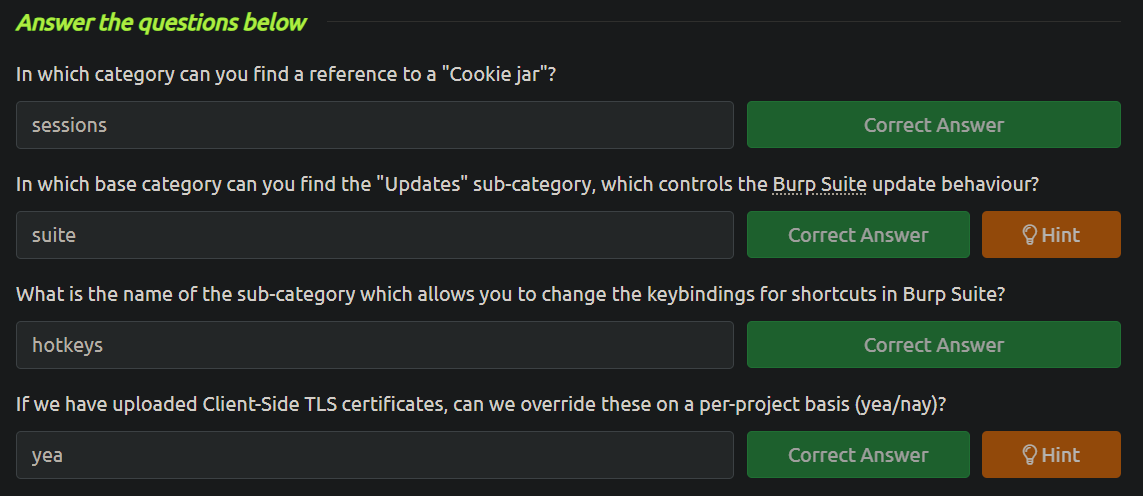 Answer the questions below
In which category can you find a reference to a "Cookie jar"?
sessions
Correct Answer
In which base category can you find the "Updates" sub-category, which controls the Burp Suite update behaviour?
suite
Correct Answer
Hint
What is the name of the sub-category which allows you to change the keybindings for shortcuts in Burp Suite?
hotkeys
Correct Answer
If we have uploaded Client-Side TLS certificates, can we override these on a per-project basis (yea/nay)?
yea
Correct Answer
Hint